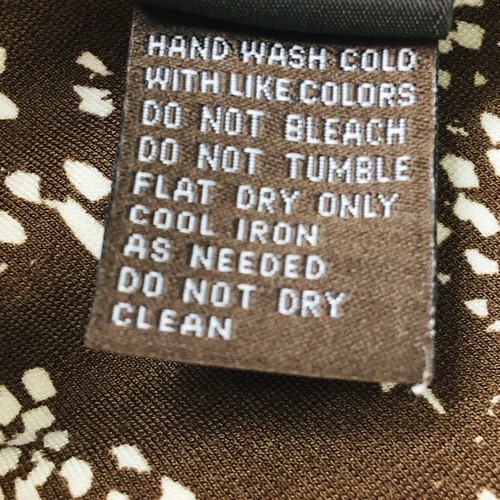 HAND WASH COLD
WITH LIKE COLORS
DO NOT BLEACH
DO NOT TUMBLE
FLAT DRY ONLY
COOL IRON
AS NEEDED
DO NOT DRY
CLEAN